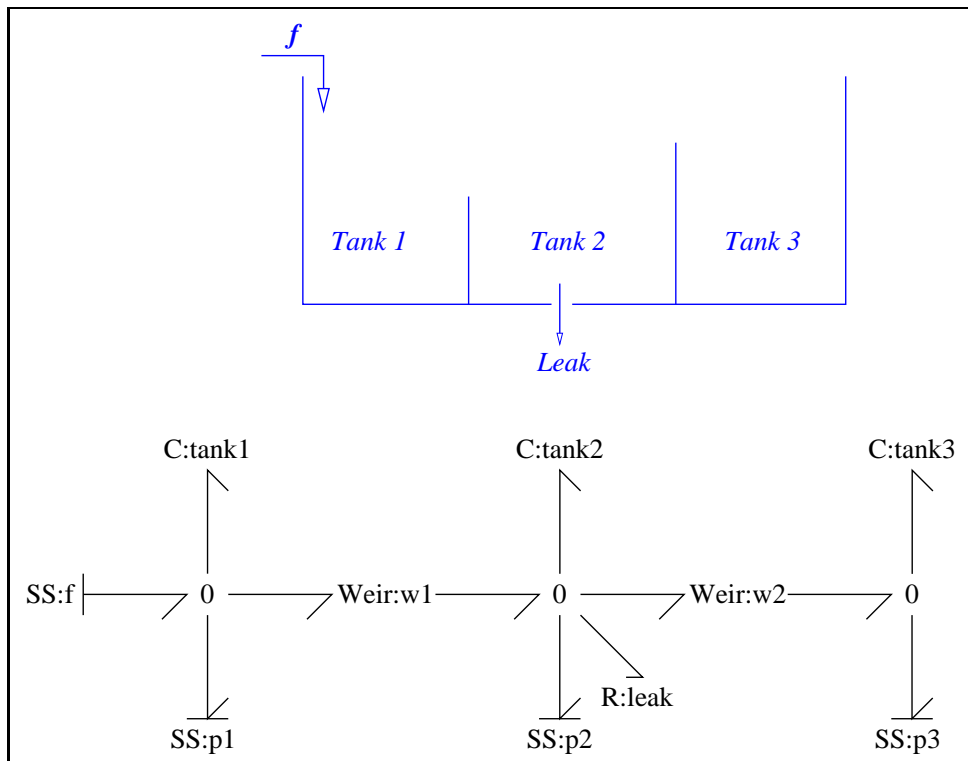 f
Tank 1 Tank 2 Tank 3
Leak
C:tank1 C:tank2 C:tank3
SS:f 0 Weir:w1 0 Weir:w2 0
R:leak
SS:p1 SS:p2 SS:p3